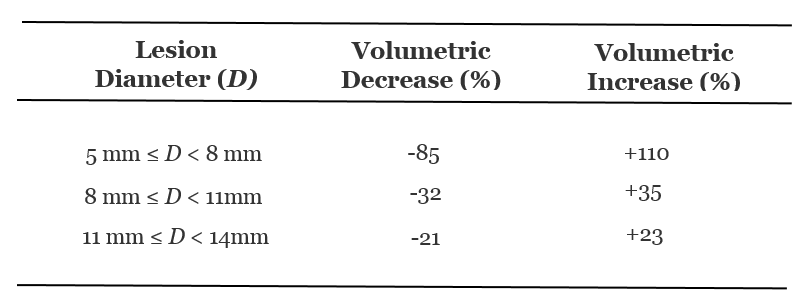 Lesion Diameter (D) Volumetric Decrease (%) Volumetric Increase (%)
5 mm ≤ D < 8 mm -85 +110
8 mm ≤ D < 11mm -32 +35
11 mm ≤ D < 14mm -21 +23